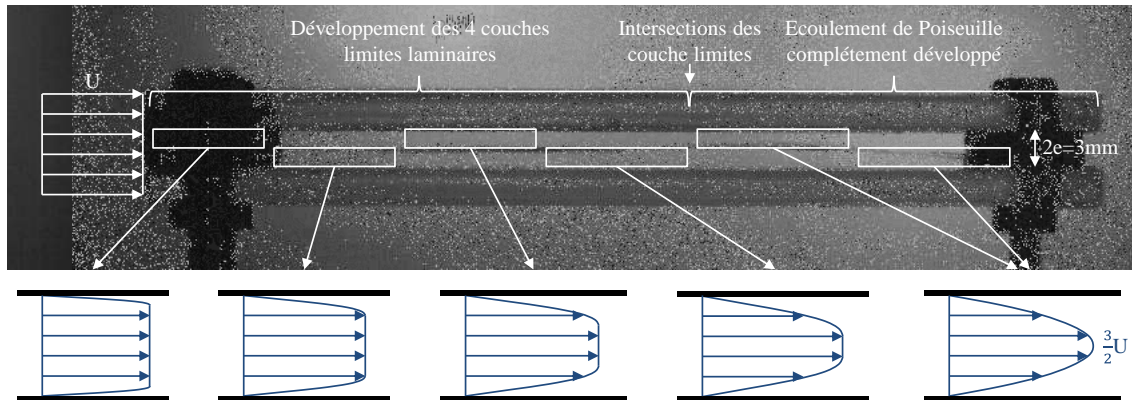 Développement des 4 couches
limites laminaires
Intersections des
couche limites
Ecoulement de Poiseuille
complétement développé
U
2e=3mm
3/2 U